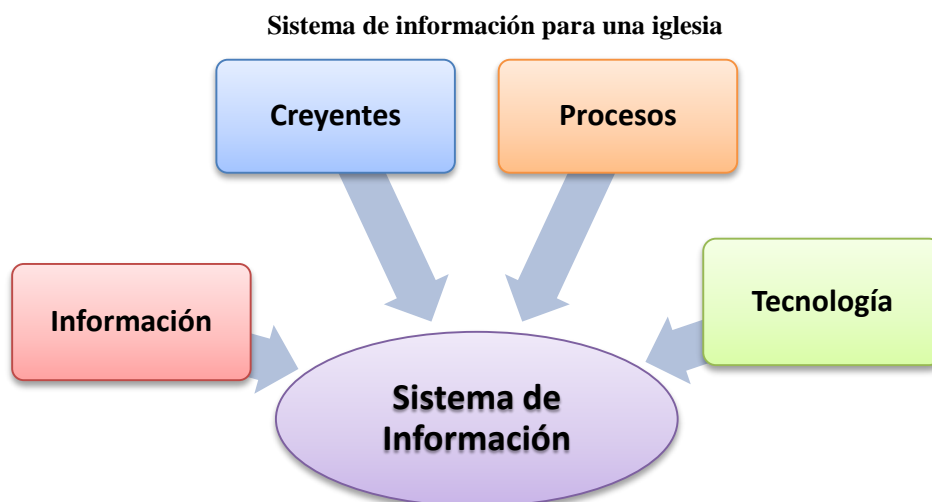 Sistema de información para una iglesia
Creyentes
Procesos
Información
Tecnología
Sistema de
Información